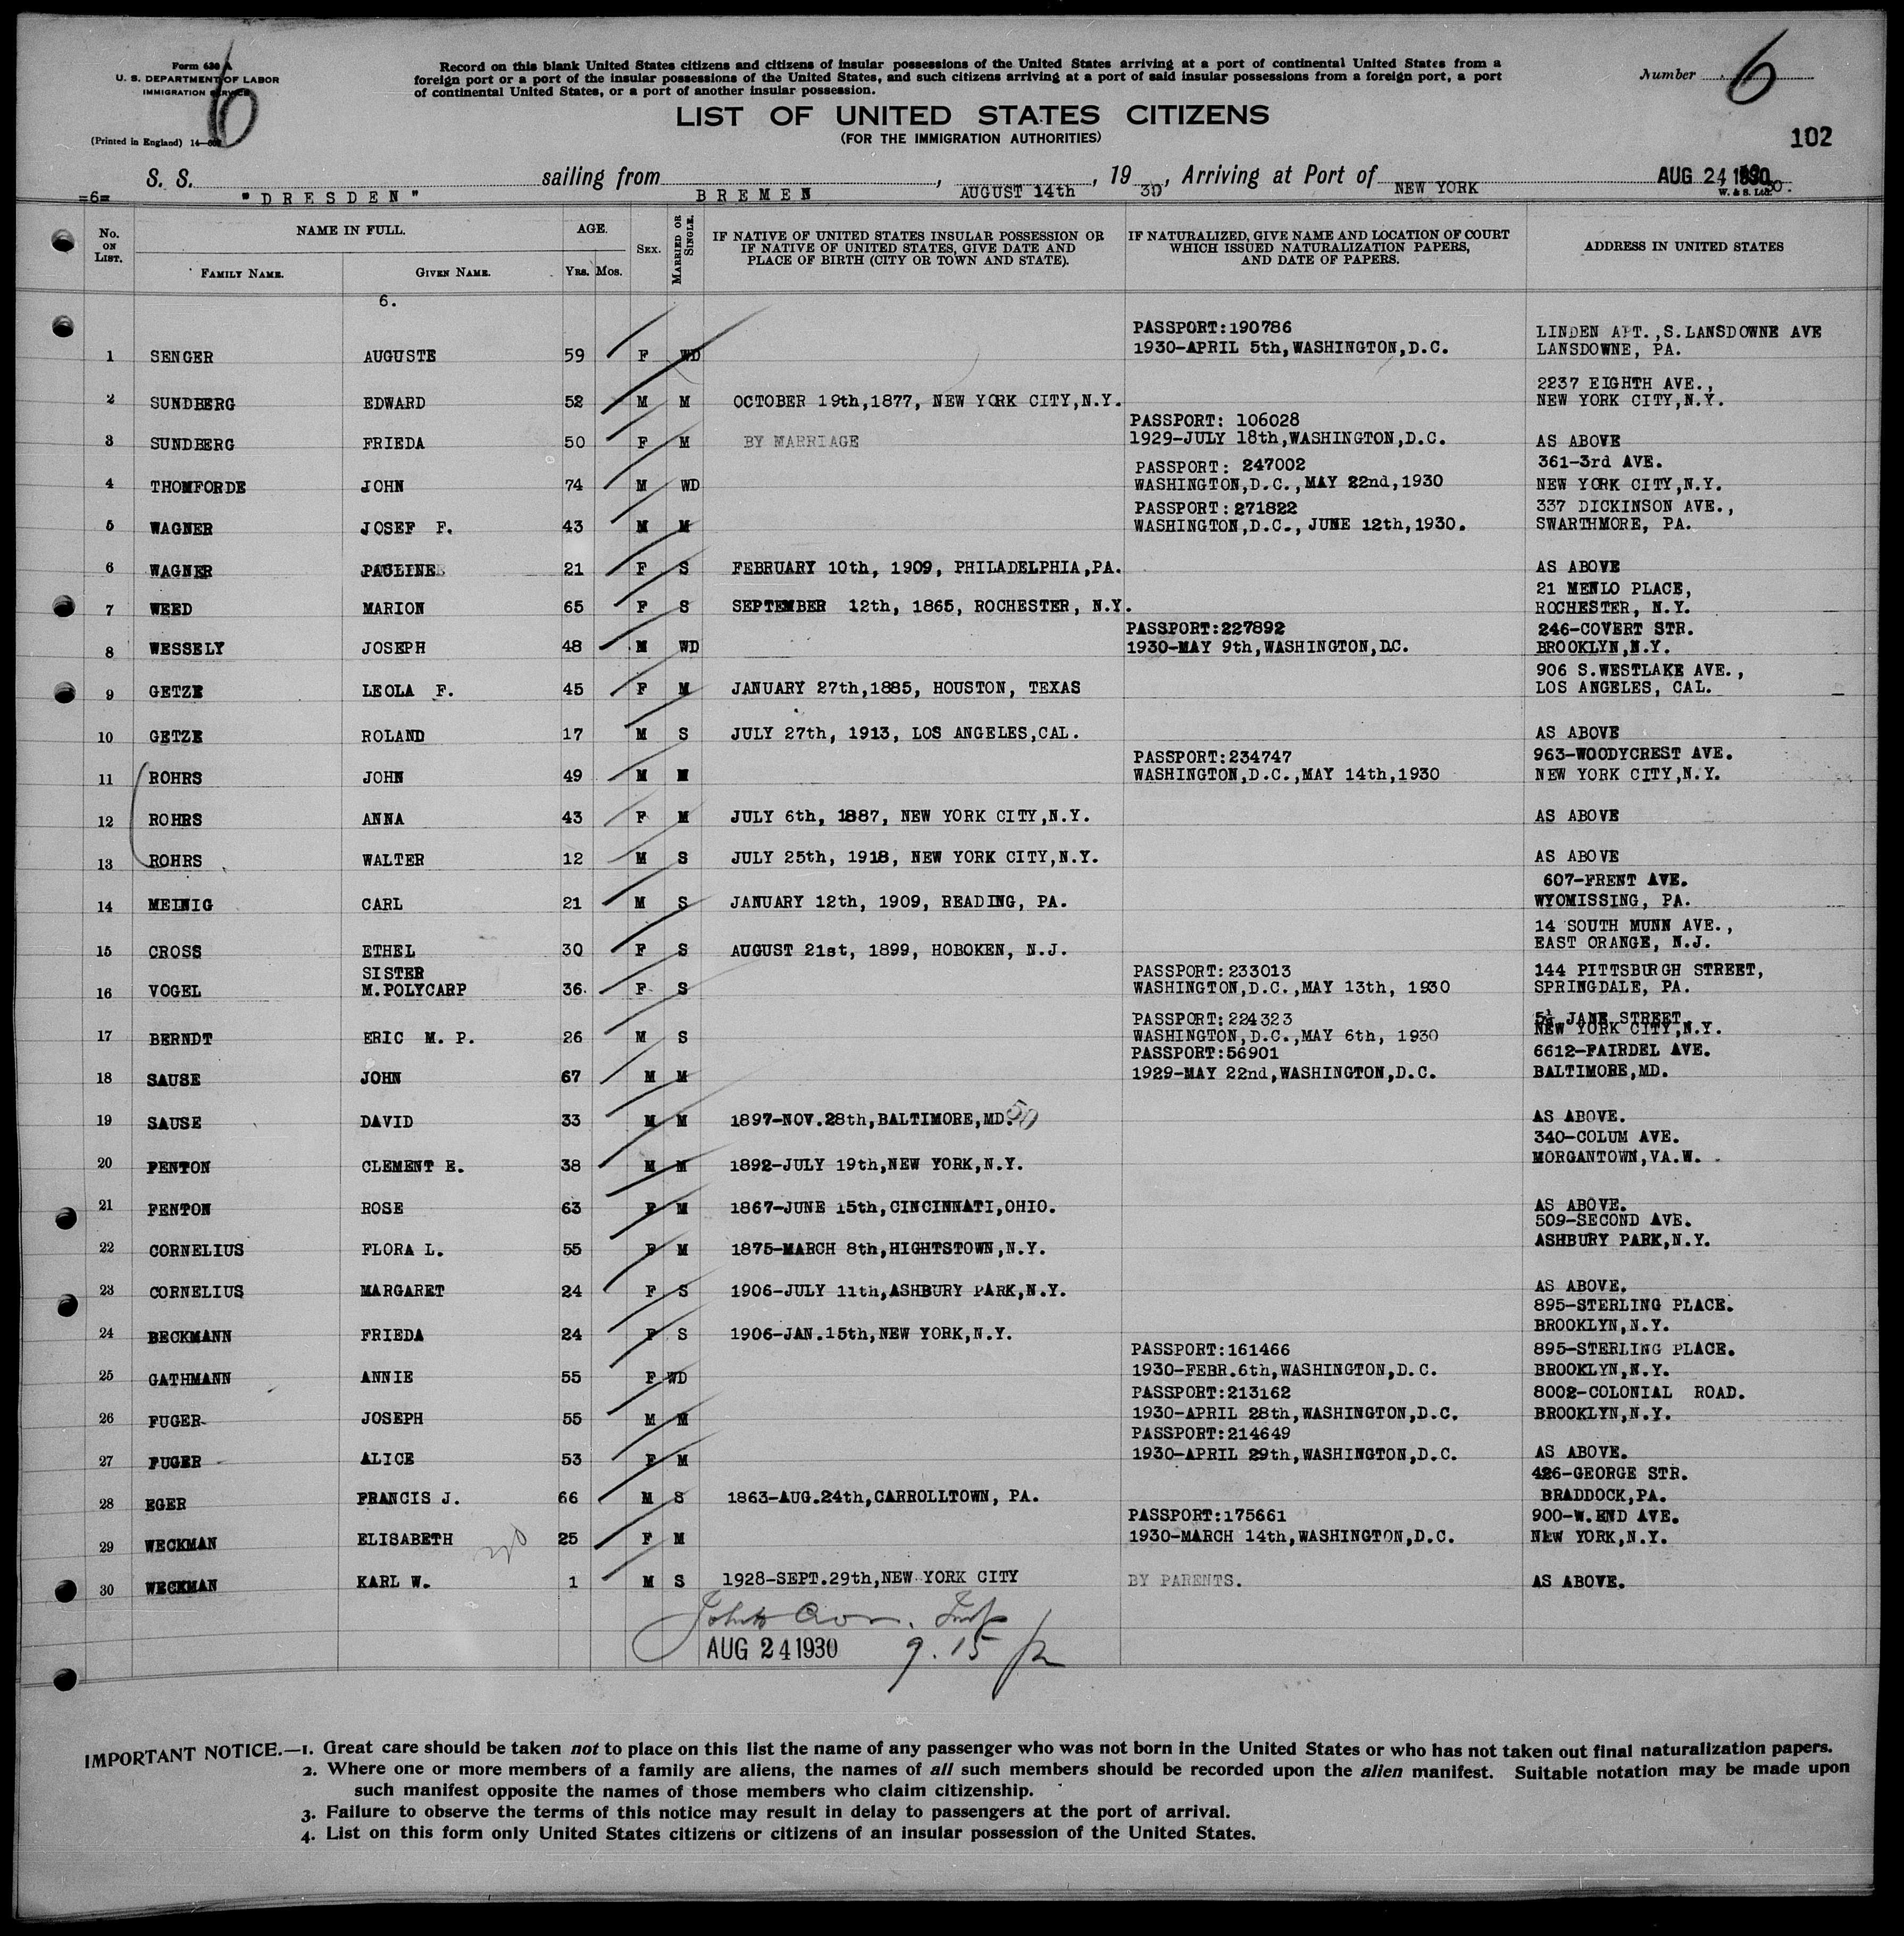 Form 630 A
U. S. DEPARTMENT OF LABOR
IMMIGRATION SERVICE
(Printed in England) 14—
6
Record on this blank United States citizens and citizens of insular possessions of the United States arriving at a port of continental United States from a
foreign port or a port of the insular possessions of the United States, and such citizens arriving at a port of said insular possessions from a foreign port, a port
of continental United States, or a port of another insular possession.
Number 6
LIST OF UNITED STATES CITIZENS
(FOR THE IMMIGRATION AUTHORITIES)
102
=6= S. S. "DRESDEN" sailing from BREMEN, AUGUST 14th, 19 30, Arriving at Port of NEW YORK AUG 24 1930
W. & S. Ltd.
No. ON LIST. NAME IN FULL. FAMILY NAME. GIVEN NAME. AGE. YRS. MOS. SEX. MARRIED OR SINGLE. IF NATIVE OF UNITED STATES INSULAR POSSESSION OR IF NATIVE OF UNITED STATES, GIVE DATE AND PLACE OF BIRTH (CITY OR TOWN AND STATE). IF NATURALIZED, GIVE NAME AND LOCATION OF COURT WHICH ISSUED NATURALIZATION PAPERS, AND DATE OF PAPERS. ADDRESS IN UNITED STATES
6.
PASSPORT:190786 LINDEN APT.,S.LANSDOWNE AVE
1 SENGER AUGUSTE 59 F WD 1930-APRIL 5th,WASHINGTON,D.C. LANSDOWNE, PA.
2237 EIGHTH AVE.,
2 SUNDBERG EDWARD 52 M M OCTOBER 19th,1877, NEW YORK CITY,N.Y. NEW YORK CITY,N.Y.
PASSPORT: 106028
3 SUNDBERG FRIEDA 50 F M BY MARRIAGE 1929-JULY 18th,WASHINGTON,D.C. AS ABOVE
PASSPORT: 247002 361-3rd AVE.
4 THOMFORDE JOHN 74 M WD WASHINGTON,D.C.,MAY 22nd,1930 NEW YORK CITY,N.Y.
PASSPORT:271822 337 DICKINSON AVE.,
5 WAGNER JOSEF F. 43 M M WASHINGTON,D.C., JUNE 12th,1930. SWARTHMORE, PA.
6 WAGNER PAULINE 21 F S FEBRUARY 10th, 1909, PHILADELPHIA,PA. AS ABOVE
21 MENLO PLACE,
7 WEED MARION 65 F S SEPTEMBER 12th, 1865, ROCHESTER, N.Y. ROCHESTER, N.Y.
PASSPORT:227892 246-COVERT STR.
8 WESSELY JOSEPH 48 M WD 1930-MAY 9th,WASHINGTON,D.C. BROOKLYN,N.Y.
906 S.WESTLAKE AVE.,
9 GETZE LEOLA F. 45 F M JANUARY 27th,1885, HOUSTON, TEXAS LOS ANGELES, CAL.
10 GETZE ROLAND 17 M S JULY 27th, 1913, LOS ANGELES,CAL. AS ABOVE
PASSPORT:234747 963-WOODYCREST AVE.
11 ROHRS JOHN 49 M M WASHINGTON,D.C.,MAY 14th,1930 NEW YORK CITY,N.Y.
12 ROHRS ANNA 43 F M JULY 6th, 1887, NEW YORK CITY,N.Y. AS ABOVE
13 ROHRS WALTER 12 M S JULY 25th, 1918, NEW YORK CITY,N.Y. AS ABOVE
607-FRENT AVE.
14 MEINIG CARL 21 M S JANUARY 12th, 1909, READING, PA. WYOMISSING, PA.
14 SOUTH MUNN AVE.,
15 CROSS ETHEL 30 F S AUGUST 21st, 1899, HOBOKEN, N.J. EAST ORANGE, N.J.
SISTER PASSPORT:233013 144 PITTSBURGH STREET,
16 VOGEL M.POLYCARP 36. F S WASHINGTON,D.C.,MAY 13th, 1930 SPRINGDALE, PA.
PASSPORT:224323 JANE STREET
17 BERNDT ERIC M. P. 26 M S WASHINGTON,D.C.,MAY 6th, 1930 NEW YORK CITY,N.Y.
PASSPORT:56901 6612-FAIRDEL AVE.
18 SAUSE JOHN 67 M M 1929-MAY 22nd,WASHINGTON,D.C. BALTIMORE,MD.
19 SAUSE DAVID 33 M M 1897-NOV.28th,BALTIMORE,MD. 50 AS ABOVE.
340-COLUM AVE.
20 FENTON CLEMENT E. 38 M M 1892-JULY 19th,NEW YORK,N.Y. MORGANTOWN,VA.W.
21 FENTON ROSE 63 F M 1867-JUNE 15th,CINCINNATI,OHIO. AS ABOVE.
509-SECOND AVE.
22 CORNELIUS FLORA L. 55 F M 1875-MARCH 8th,HIGHTSTOWN,N.Y. ASHBURY PARK,N.Y.
23 CORNELIUS MARGARET 24 F S 1906-JULY 11th,ASHBURY PARK,N.Y. AS ABOVE.
895-STERLING PLACE.
24 BECKMANN FRIEDA 24 F S 1906-JAN.15th,NEW YORK,N.Y. BROOKLYN,N.Y.
PASSPORT:161466 895-STERLING PLACE.
25 GATHMANN ANNIE 55 F WD 1930-FEBR.6th,WASHINGTON,D.C. BROOKLYN,N.Y.
PASSPORT:213162 8002-COLONIAL ROAD.
26 FUGER JOSEPH 55 M M 1930-APRIL 28th,WASHINGTON,D.C. BROOKLYN,N.Y.
PASSPORT:214649
27 FUGER ALICE 53 F M 1930-APRIL 29th,WASHINGTON,D.C. AS ABOVE.
426-GEORGE STR.
28 EGER FRANCIS J. 66 M S 1863-AUG.24th,CARROLLTOWN, PA. BRADDOCK,PA.
PASSPORT:175661 900-W.END AVE.
29 WECKMAN ELISABETH 25 F M 1930-MARCH 14th,WASHINGTON,D.C. NEW YORK,N.Y.
30 WECKMAN KARL W. 1 M S 1928-SEPT.29th,NEW YORK CITY BY PARENTS. AS ABOVE.
AUG 24 1930 9.15
IMPORTANT NOTICE.—1. Great care should be taken not to place on this list the name of any passenger who was not born in the United States or who has not taken out final naturalization papers.
2. Where one or more members of a family are aliens, the names of all such members should be recorded upon the alien manifest. Suitable notation may be made upon
such manifest opposite the names of those members who claim citizenship.
3. Failure to observe the terms of this notice may result in delay to passengers at the port of arrival.
4. List on this form only United States citizens or citizens of an insular possession of the United States.